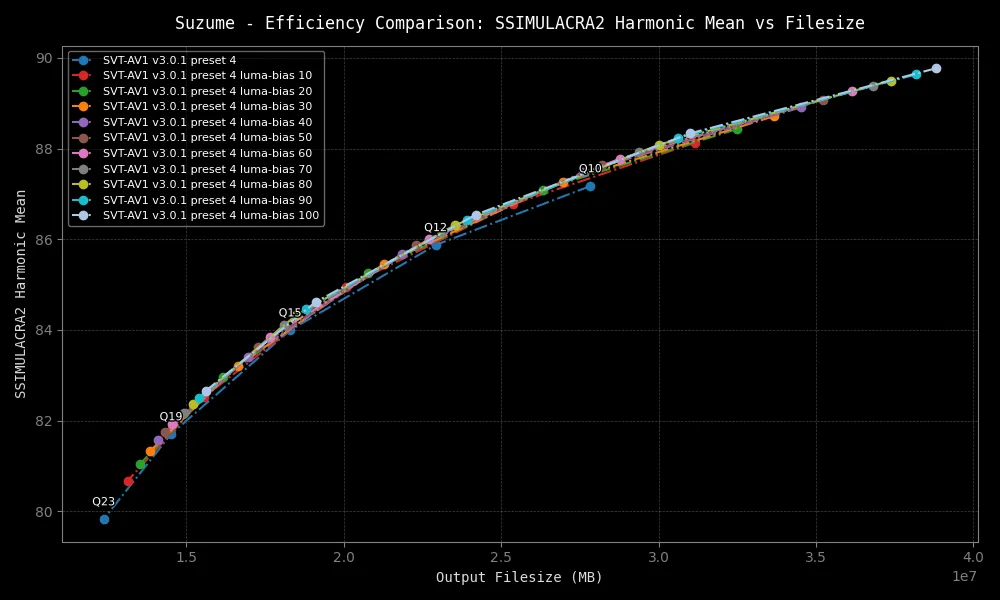 Suzume - Efficiency Comparison: SSIMULACRA2 Harmonic Mean vs Filesize
SSIMULACRA2 Harmonic Mean
90
88
86
84
82
80
SVT-AV1 v3.0.1 preset 4
SVT-AV1 v3.0.1 preset 4 luma-bias 10
SVT-AV1 v3.0.1 preset 4 luma-bias 20
SVT-AV1 v3.0.1 preset 4 luma-bias 30
SVT-AV1 v3.0.1 preset 4 luma-bias 40
SVT-AV1 v3.0.1 preset 4 luma-bias 50
SVT-AV1 v3.0.1 preset 4 luma-bias 60
SVT-AV1 v3.0.1 preset 4 luma-bias 70
SVT-AV1 v3.0.1 preset 4 luma-bias 80
SVT-AV1 v3.0.1 preset 4 luma-bias 90
SVT-AV1 v3.0.1 preset 4 luma-bias 100
Q10
Q12
Q15
Q19
Q23
1.5 2.0 2.5 3.0 3.5 4.0
1e7
Output Filesize (MB)